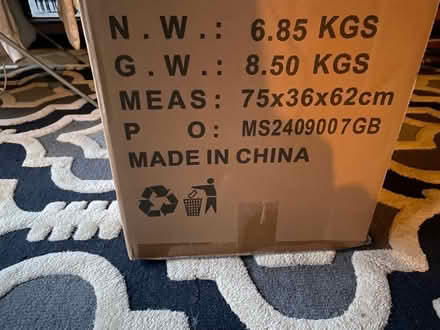 N.W.: 6.85 KGS
G.W.: 8.50 KGS
MEAS: 75x36x62cm
P O: MS2409007GB
MADE IN CHINA